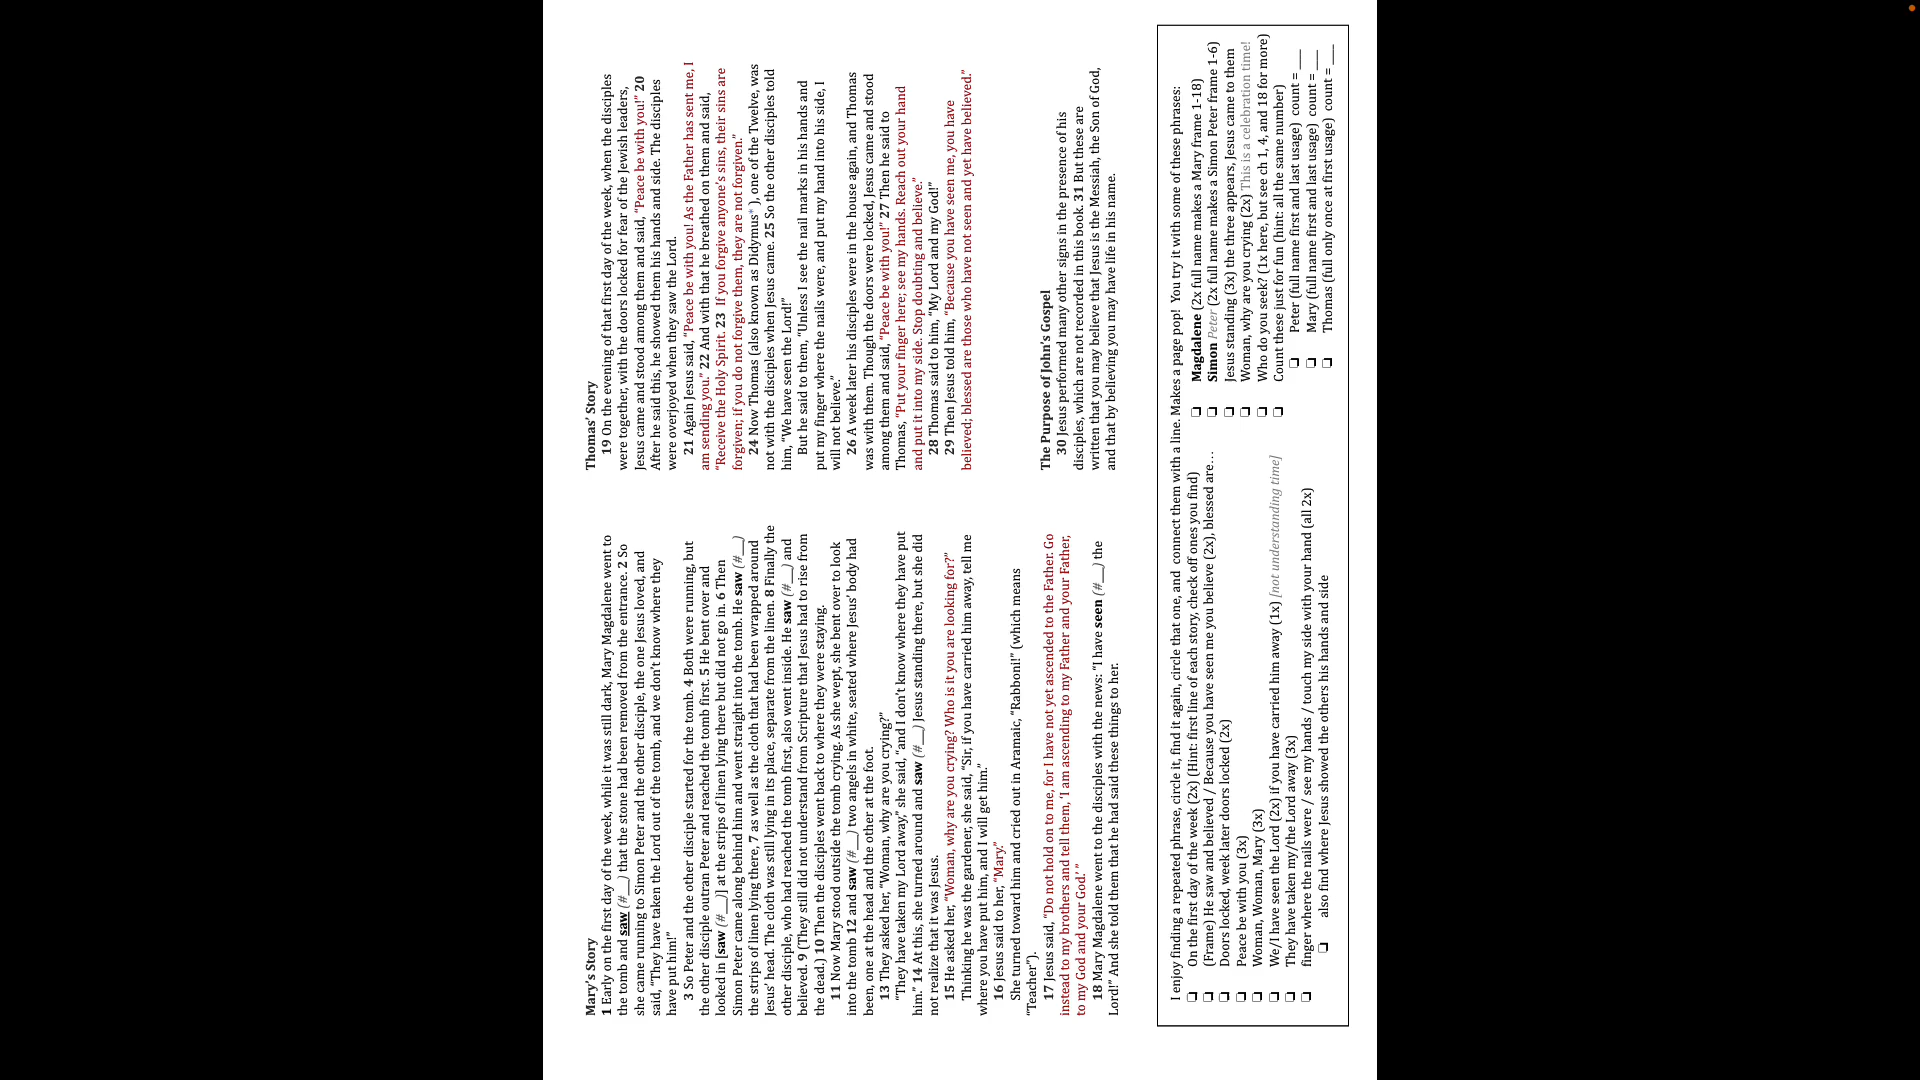 Mary's Story
1 Early on the first day of the week, while it was still dark, Mary Magdalene went to
the tomb and saw (#__) that the stone had been removed from the entrance. 2 So
she came running to Simon Peter and the other disciple, the one Jesus loved, and
said, “They have taken the Lord out of the tomb, and we don't know where they
have put him!”
3 So Peter and the other disciple started for the tomb. 4 Both were running, but
the other disciple outran Peter and reached the tomb first. 5 He bent over and
looked in [saw (#__)] at the strips of linen lying there but did not go in. 6 Then
Simon Peter came along behind him and went straight into the tomb. He saw (#__)
the strips of linen lying there, 7 as well as the cloth that had been wrapped around
Jesus' head. The cloth was still lying in its place, separate from the linen. 8 Finally the
other disciple, who had reached the tomb first, also went inside. He saw (#__) and
believed. 9 (They still did not understand from Scripture that Jesus had to rise from
the dead.) 10 Then the disciples went back to where they were staying.
11 Now Mary stood outside the tomb crying. As she wept, she bent over to look
into the tomb 12 and saw (#__) two angels in white, seated where Jesus' body had
been, one at the head and the other at the foot.
13 They asked her, “Woman, why are you crying?”
“They have taken my Lord away,” she said, “and I don't know where they have put
him.” 14 At this, she turned around and saw (#__) Jesus standing there, but she did
not realize that it was Jesus.
15 He asked her, “Woman, why are you crying? Who is it you are looking for?”
Thinking he was the gardener, she said, “Sir, if you have carried him away, tell me
where you have put him, and I will get him.”
16 Jesus said to her, “Mary.”
She turned toward him and cried out in Aramaic, “Rabboni!” (which means
“Teacher”).
17 Jesus said, “Do not hold on to me, for I have not yet ascended to the Father. Go
instead to my brothers and tell them, 'I am ascending to my Father and your Father,
to my God and your God.' ”
18 Mary Magdalene went to the disciples with the news: “I have seen (#__) the
Lord!” And she told them that he had said these things to her.
Thomas' Story
19 On the evening of that first day of the week, when the disciples
were together, with the doors locked for fear of the Jewish leaders,
Jesus came and stood among them and said, “Peace be with you!” 20
After he said this, he showed them his hands and side. The disciples
were overjoyed when they saw the Lord.
21 Again Jesus said, “Peace be with you! As the Father has sent me, I
am sending you.” 22 And with that he breathed on them and said,
“Receive the Holy Spirit. 23 If you forgive anyone's sins, their sins are
forgiven; if you do not forgive them, they are not forgiven.”
24 Now Thomas (also known as Didymus* ), one of the Twelve, was
not with the disciples when Jesus came. 25 So the other disciples told
him, “We have seen the Lord!”
But he said to them, “Unless I see the nail marks in his hands and
put my finger where the nails were, and put my hand into his side, I
will not believe.”
26 A week later his disciples were in the house again, and Thomas
was with them. Though the doors were locked, Jesus came and stood
among them and said, “Peace be with you!” 27 Then he said to
Thomas, “Put your finger here; see my hands. Reach out your hand
and put it into my side. Stop doubting and believe.”
28 Thomas said to him, “My Lord and my God!”
29 Then Jesus told him, “Because you have seen me, you have
believed; blessed are those who have not seen and yet have believed.”
The Purpose of John's Gospel
30 Jesus performed many other signs in the presence of his
disciples, which are not recorded in this book. 31 But these are
written that you may believe that Jesus is the Messiah, the Son of God,
and that by believing you may have life in his name.
I enjoy finding a repeated phrase, circle it, find it again, circle that one, and connect them with a line. Makes a page pop! You try it with some of these phrases:
❏ On the first day of the week (2x) (Hint: first line of each story, check off ones you find)
❏ (Frame) He saw and believed / Because you have seen me you believe (2x), blessed are…
❏ Doors locked, week later doors locked (2x)
❏ Peace be with you (3x)
❏ Woman, Woman, Mary (3x)
❏ We/I have seen the Lord (2x) if you have carried him away (1x) [not understanding time]
❏ They have taken my/the Lord away (3x)
❏ finger where the nails were / see my hands / touch my side with your hand (all 2x)
❏ also find where Jesus showed the others his hands and side
❏ Magdalene (2x full name makes a Mary frame 1-18)
❏ Simon Peter (2x full name makes a Simon Peter frame 1-6)
❏ Jesus standing (3x) the three appears, Jesus came to them
❏ Woman, why are you crying (2x) This is a celebration time!
❏ Who do you seek? (1x here, but see ch 1, 4, and 18 for more)
❏ Count these just for fun (hint: all the same number)
❏ Peter (full name first and last usage) count = ___
❏ Mary (full name first and last usage) count = ___
❏ Thomas (full only once at first usage) count = ___